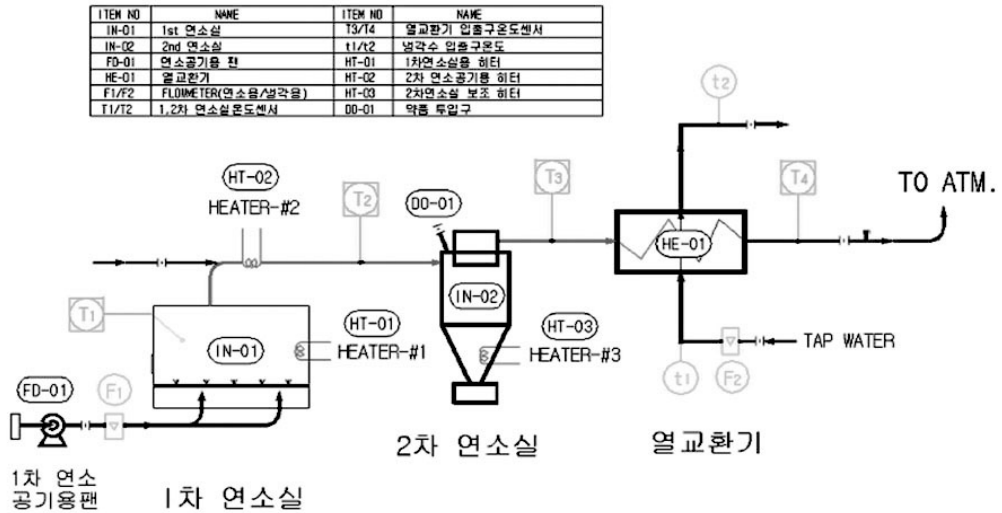 ITEM NO NAME ITEM NO NAME
IN-01 1st 연소실 T3/T4 열교환기 입출구온도센서
IN-02 2nd 연소실 t1/t2 냉각수 입출구온도
FD-01 연소공기용 팬 HT-01 1차연소실용 히터
HE-01 열교환기 HT-02 2차 연소공기용 히터
F1/F2 FLOWMETER(연소용/냉각용) HT-03 2차연소실 보조 히터
T1/T2 1,2차 연소실온도센서 DO-01 약품 투입구
t2
HT-02
HEATER-#2
T2
DO-01
T3
T4
TO ATM.
HE-01
IN-02
T1
IN-01
HT-01
HEATER-#1
HT-03
HEATER-#3
TAP WATER
t1
F2
FD-01
F1
2차 연소실
열교환기
1차 연소
공기용팬
1차 연소실